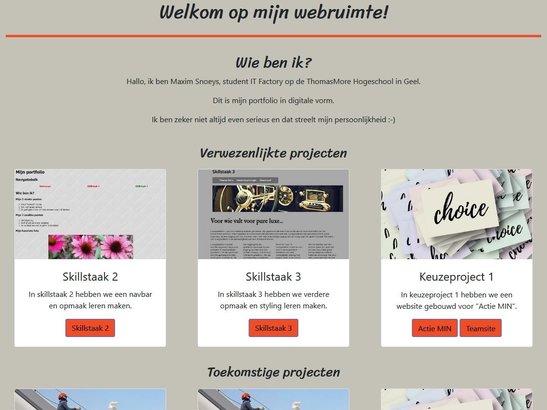 Welkom op mijn webruimte!
Wie ben ik?
Hallo, ik ben Maxim Snoeys, student IT Factory op de ThomasMore Hogeschool in Geel.
Dit is mijn portfolio in digitale vorm.
Ik ben zeker niet altijd even serieus en dat streelt mijn persoonlijkheid :-)
Verwezenlijkte projecten
Mijn portfolio
Navigatiebalk
Wie ben ik?
Skillstaak 3
Voor wie valt voor pure luxe...
choice
Skillstaak 2
In skillstaak 2 hebben we een navbar
en opmaak leren maken.
Skillstaak 2
Skillstaak 3
In skillstaak 3 hebben we verdere
opmaak en styling leren maken.
Skillstaak 3
Keuzeproject 1
In keuzeproject 1 hebben we een
website gebouwd voor "Actie MIN".
Actie MIN
Teamsite
Toekomstige projecten